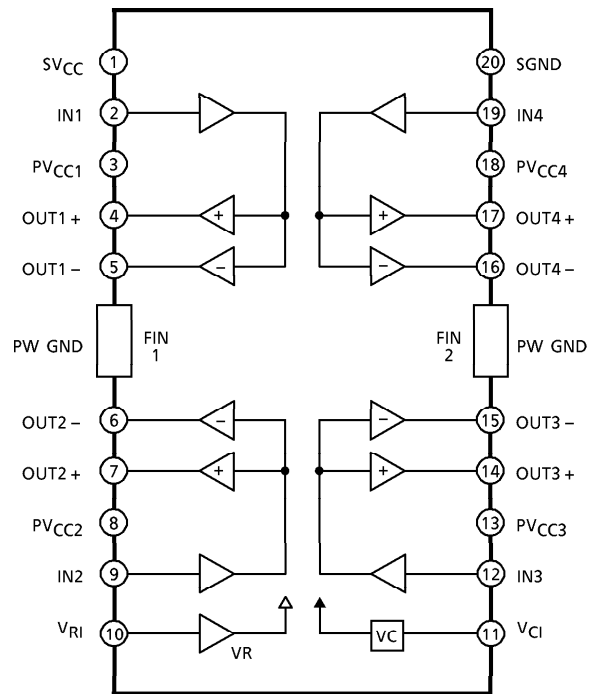 SVCC 1 20 SGND
IN1 2 19 IN4
PVCC1 3 18 PVCC4
OUT1+ 4 + + 17 OUT4+
OUT1− 5 − − 16 OUT4−
PW GND FIN 1 FIN 2 PW GND
OUT2− 6 − − 15 OUT3−
OUT2+ 7 + + 14 OUT3+
PVCC2 8 13 PVCC3
IN2 9 12 IN3
VRI 10 VR VC 11 VCI